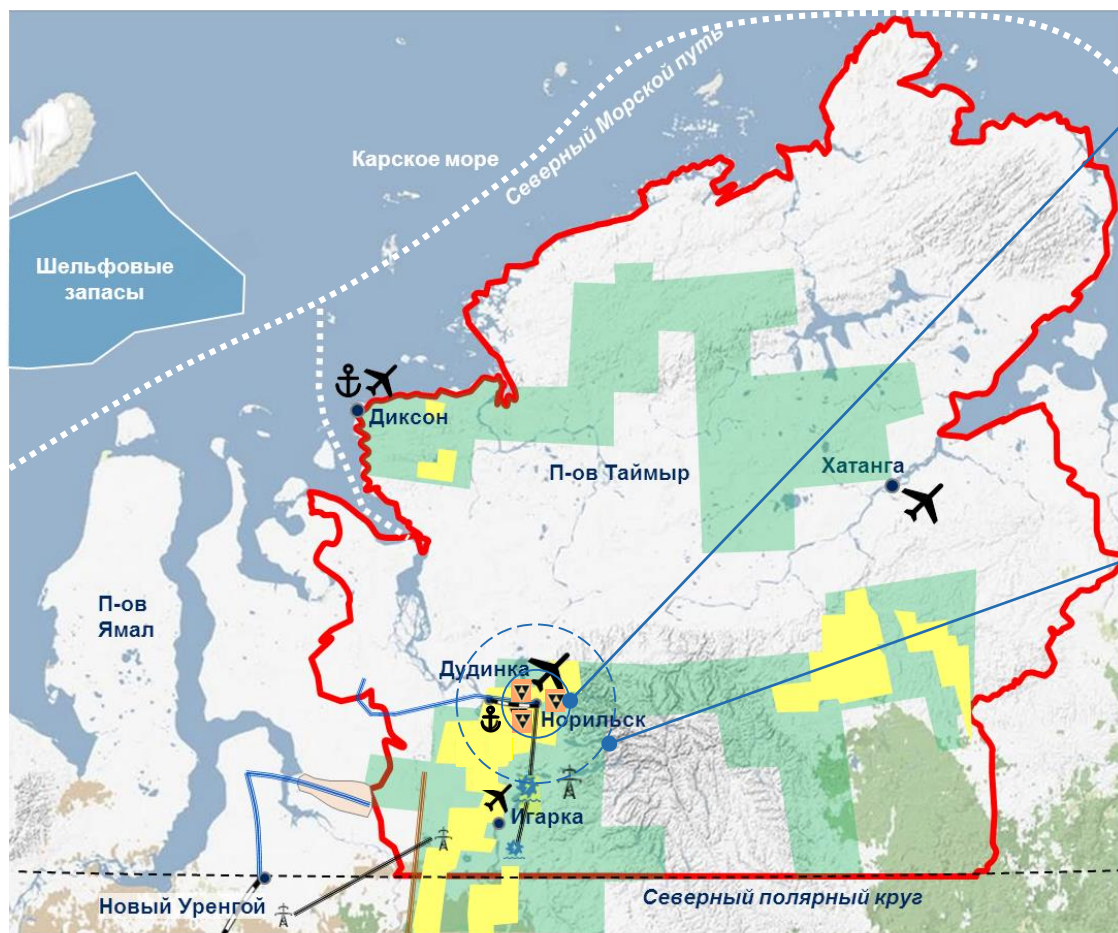 Северный Морской путь
Карское море
Шельфовые
запасы
Диксон
П-ов Таймыр
Хатанга
П-ов
Ямал
Дудинка
Норильск
Игарка
Новый Уренгой
Северный полярный круг